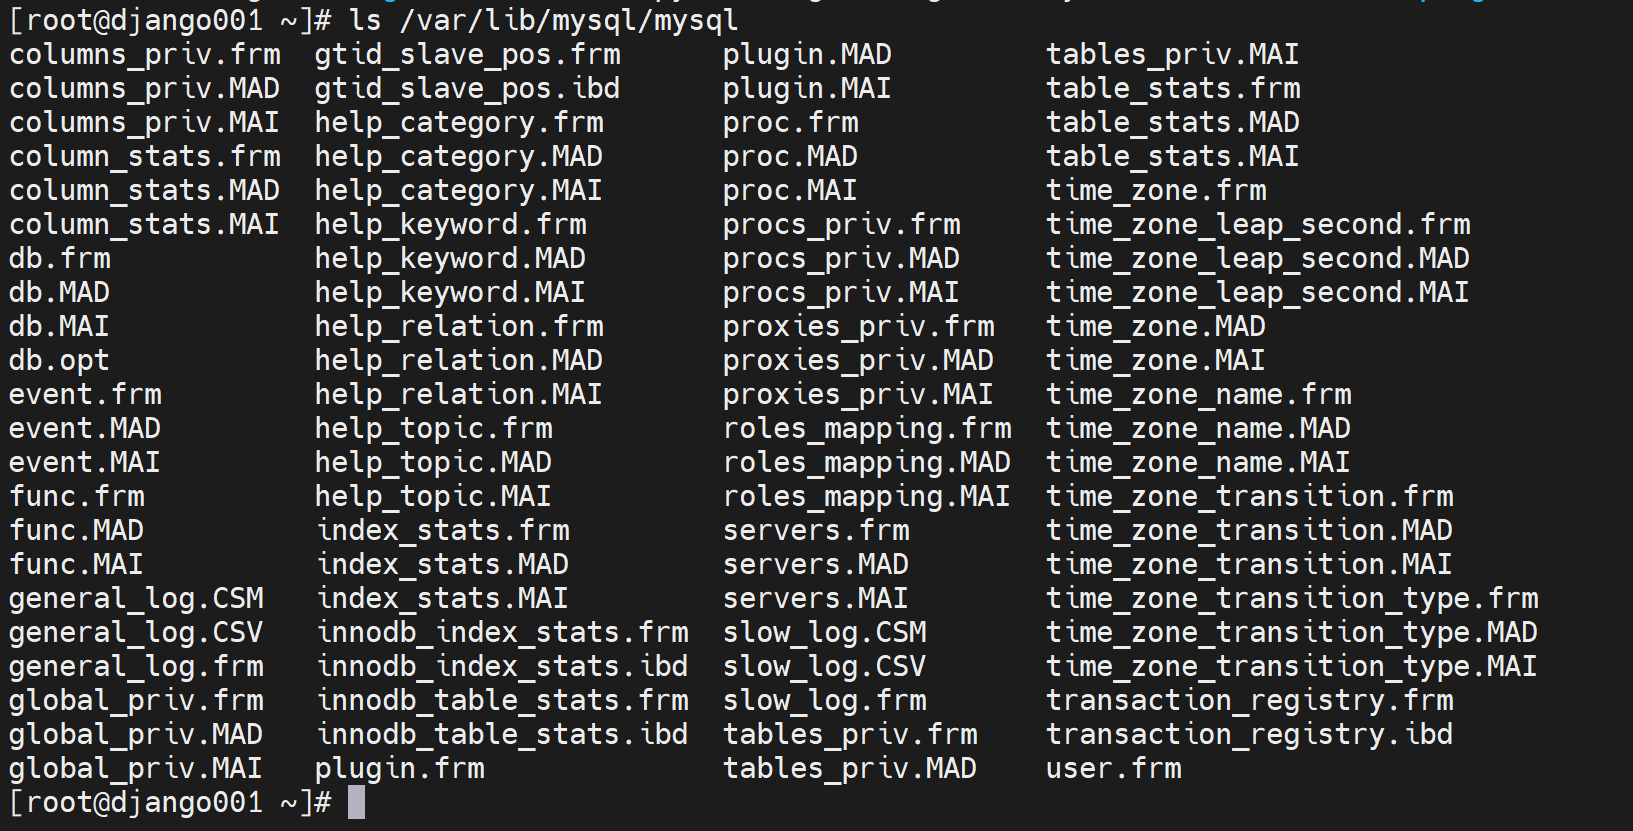 [root@django001 ~]# ls /var/lib/mysql/mysql
columns_priv.frm  gtid_slave_pos.frm      plugin.MAD         tables_priv.MAI
columns_priv.MAD  gtid_slave_pos.ibd      plugin.MAI         table_stats.frm
columns_priv.MAI  help_category.frm       proc.frm           table_stats.MAD
column_stats.frm  help_category.MAD       proc.MAD           table_stats.MAI
column_stats.MAD  help_category.MAI       proc.MAI           time_zone.frm
column_stats.MAI  help_keyword.frm        procs_priv.frm     time_zone_leap_second.frm
db.frm            help_keyword.MAD        procs_priv.MAD     time_zone_leap_second.MAD
db.MAD            help_keyword.MAI        procs_priv.MAI     time_zone_leap_second.MAI
db.MAI            help_relation.frm       proxies_priv.frm   time_zone.MAD
db.opt            help_relation.MAD       proxies_priv.MAD   time_zone.MAI
event.frm         help_relation.MAI       proxies_priv.MAI   time_zone_name.frm
event.MAD         help_topic.frm          roles_mapping.frm  time_zone_name.MAD
event.MAI         help_topic.MAD          roles_mapping.MAD  time_zone_name.MAI
func.frm          help_topic.MAI          roles_mapping.MAI  time_zone_transition.frm
func.MAD          index_stats.frm         servers.frm        time_zone_transition.MAD
func.MAI          index_stats.MAD         servers.MAD        time_zone_transition.MAI
general_log.CSM   index_stats.MAI         servers.MAI        time_zone_transition_type.frm
general_log.CSV   innodb_index_stats.frm  slow_log.CSM       time_zone_transition_type.MAD
general_log.frm   innodb_index_stats.ibd  slow_log.CSV       time_zone_transition_type.MAI
global_priv.frm   innodb_table_stats.frm  slow_log.frm       transaction_registry.frm
global_priv.MAD   innodb_table_stats.ibd  tables_priv.frm    transaction_registry.ibd
global_priv.MAI   plugin.frm              tables_priv.MAD    user.frm
[root@django001 ~]#